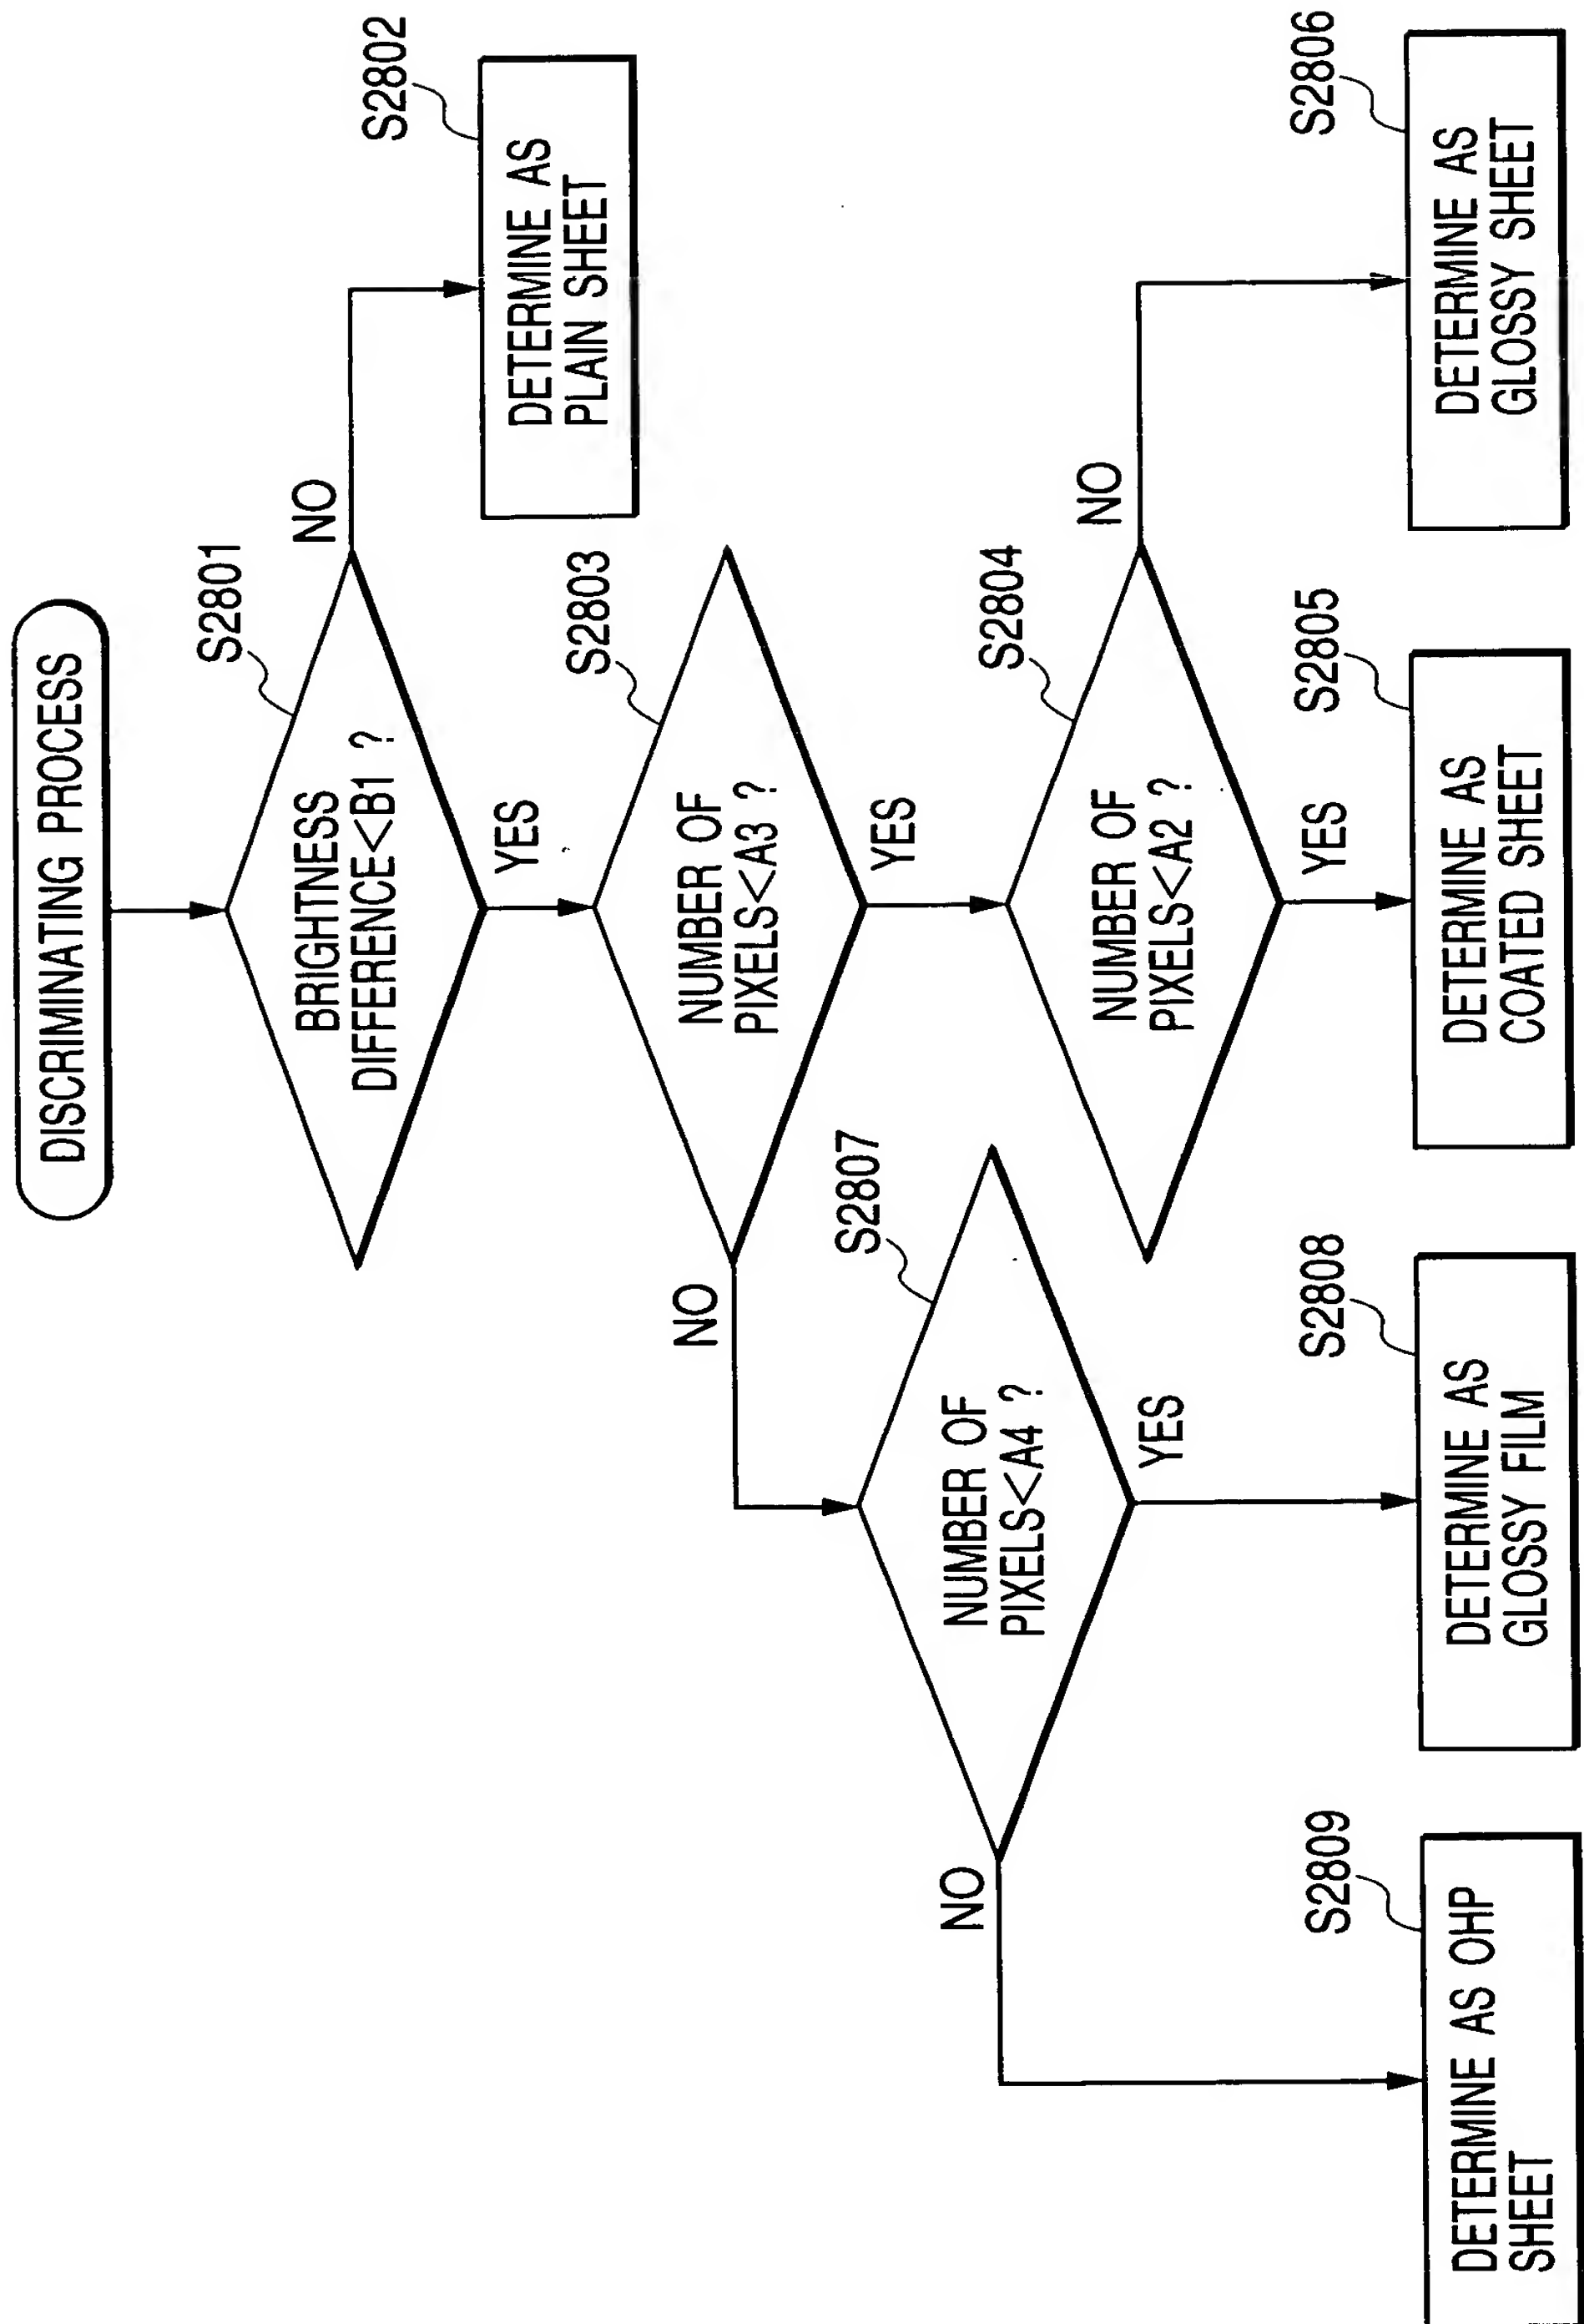 DISCRIMINATING PROCESS
S2801
BRIGHTNESS
DIFFERENCE<B1 ?
NO
YES
S2802
DETERMINE AS
PLAIN SHEET
S2803
NUMBER OF
PIXELS<A3 ?
NO
YES
S2804
NUMBER OF
PIXELS<A2 ?
NO
YES
S2807
NUMBER OF
PIXELS<A4 ?
NO
YES
S2809
DETERMINE AS OHP
SHEET
S2808
DETERMINE AS
GLOSSY FILM
S2805
DETERMINE AS
COATED SHEET
S2806
DETERMINE AS
GLOSSY SHEET